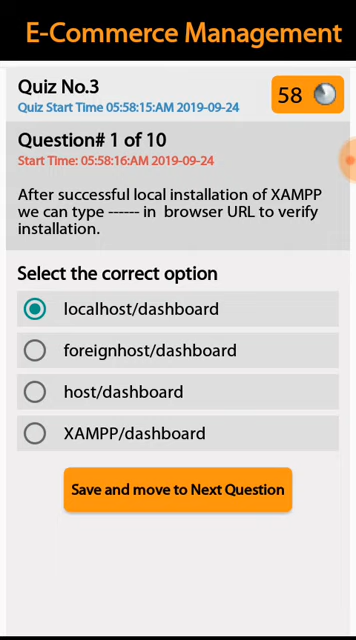 E-Commerce Management
Quiz No.3
58
Quiz Start Time 05:58:15:AM 2019-09-24
Question# 1 of 10
Start Time: 05:58:16:AM 2019-09-24
After successful local installation of XAMPP
we can type ------ in browser URL to verify
installation.
Select the correct option
localhost/dashboard
foreignhost/dashboard
host/dashboard
XAMPP/dashboard
Save and move to Next Question